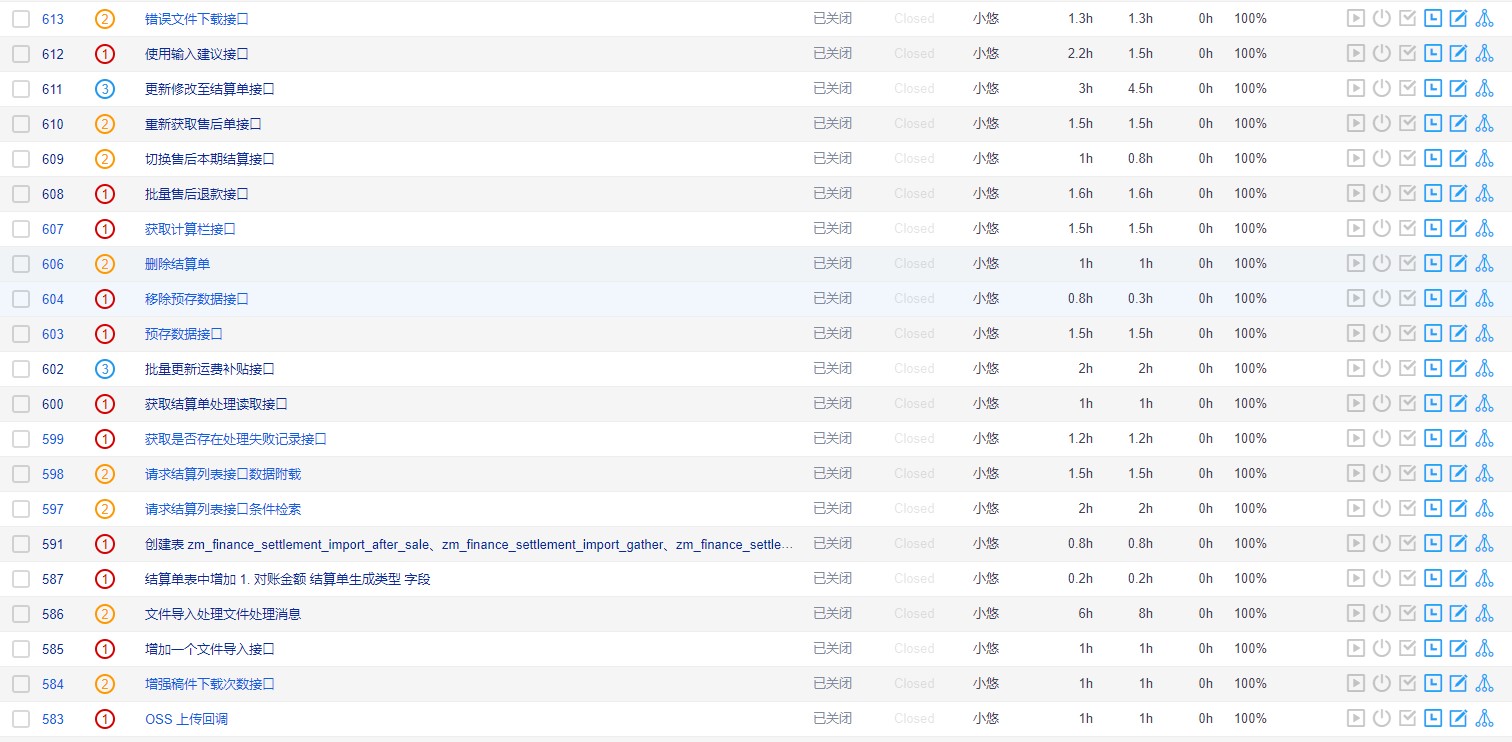 613 2 错误文件下载接口 已关闭 Closed 小悠 1.3h 1.3h 0h 100%
612 1 使用输入建议接口 已关闭 Closed 小悠 2.2h 1.5h 0h 100%
611 3 更新修改至结算单接口 已关闭 Closed 小悠 3h 4.5h 0h 100%
610 2 重新获取售后单接口 已关闭 Closed 小悠 1.5h 1.5h 0h 100%
609 2 切换售后本期结算接口 已关闭 Closed 小悠 1h 0.8h 0h 100%
608 1 批量售后退款接口 已关闭 Closed 小悠 1.6h 1.6h 0h 100%
607 1 获取计算栏接口 已关闭 Closed 小悠 1.5h 1.5h 0h 100%
606 2 删除结算单 已关闭 Closed 小悠 1h 1h 0h 100%
604 1 移除预存数据接口 已关闭 Closed 小悠 0.8h 0.3h 0h 100%
603 1 预存数据接口 已关闭 Closed 小悠 1.5h 1.5h 0h 100%
602 3 批量更新运费补贴接口 已关闭 Closed 小悠 2h 2h 0h 100%
600 1 获取结算单处理读取接口 已关闭 Closed 小悠 1h 1h 0h 100%
599 1 获取是否存在处理失败记录接口 已关闭 Closed 小悠 1.2h 1.2h 0h 100%
598 2 请求结算列表接口数据附载 已关闭 Closed 小悠 1.5h 1.5h 0h 100%
597 2 请求结算列表接口条件检索 已关闭 Closed 小悠 2h 2h 0h 100%
591 1 创建表 zm_finance_settlement_import_after_sale、zm_finance_settlement_import_gather、zm_finance_settle... 已关闭 Closed 小悠 0.8h 0.8h 0h 100%
587 1 结算单表中增加 1. 对账金额 结算单生成类型 字段 已关闭 Closed 小悠 0.2h 0.2h 0h 100%
586 2 文件导入处理文件处理消息 已关闭 Closed 小悠 6h 8h 0h 100%
585 1 增加一个文件导入接口 已关闭 Closed 小悠 1h 1h 0h 100%
584 2 增强稿件下载次数接口 已关闭 Closed 小悠 1h 1h 0h 100%
583 1 OSS 上传回调 已关闭 Closed 小悠 1h 1h 0h 100%